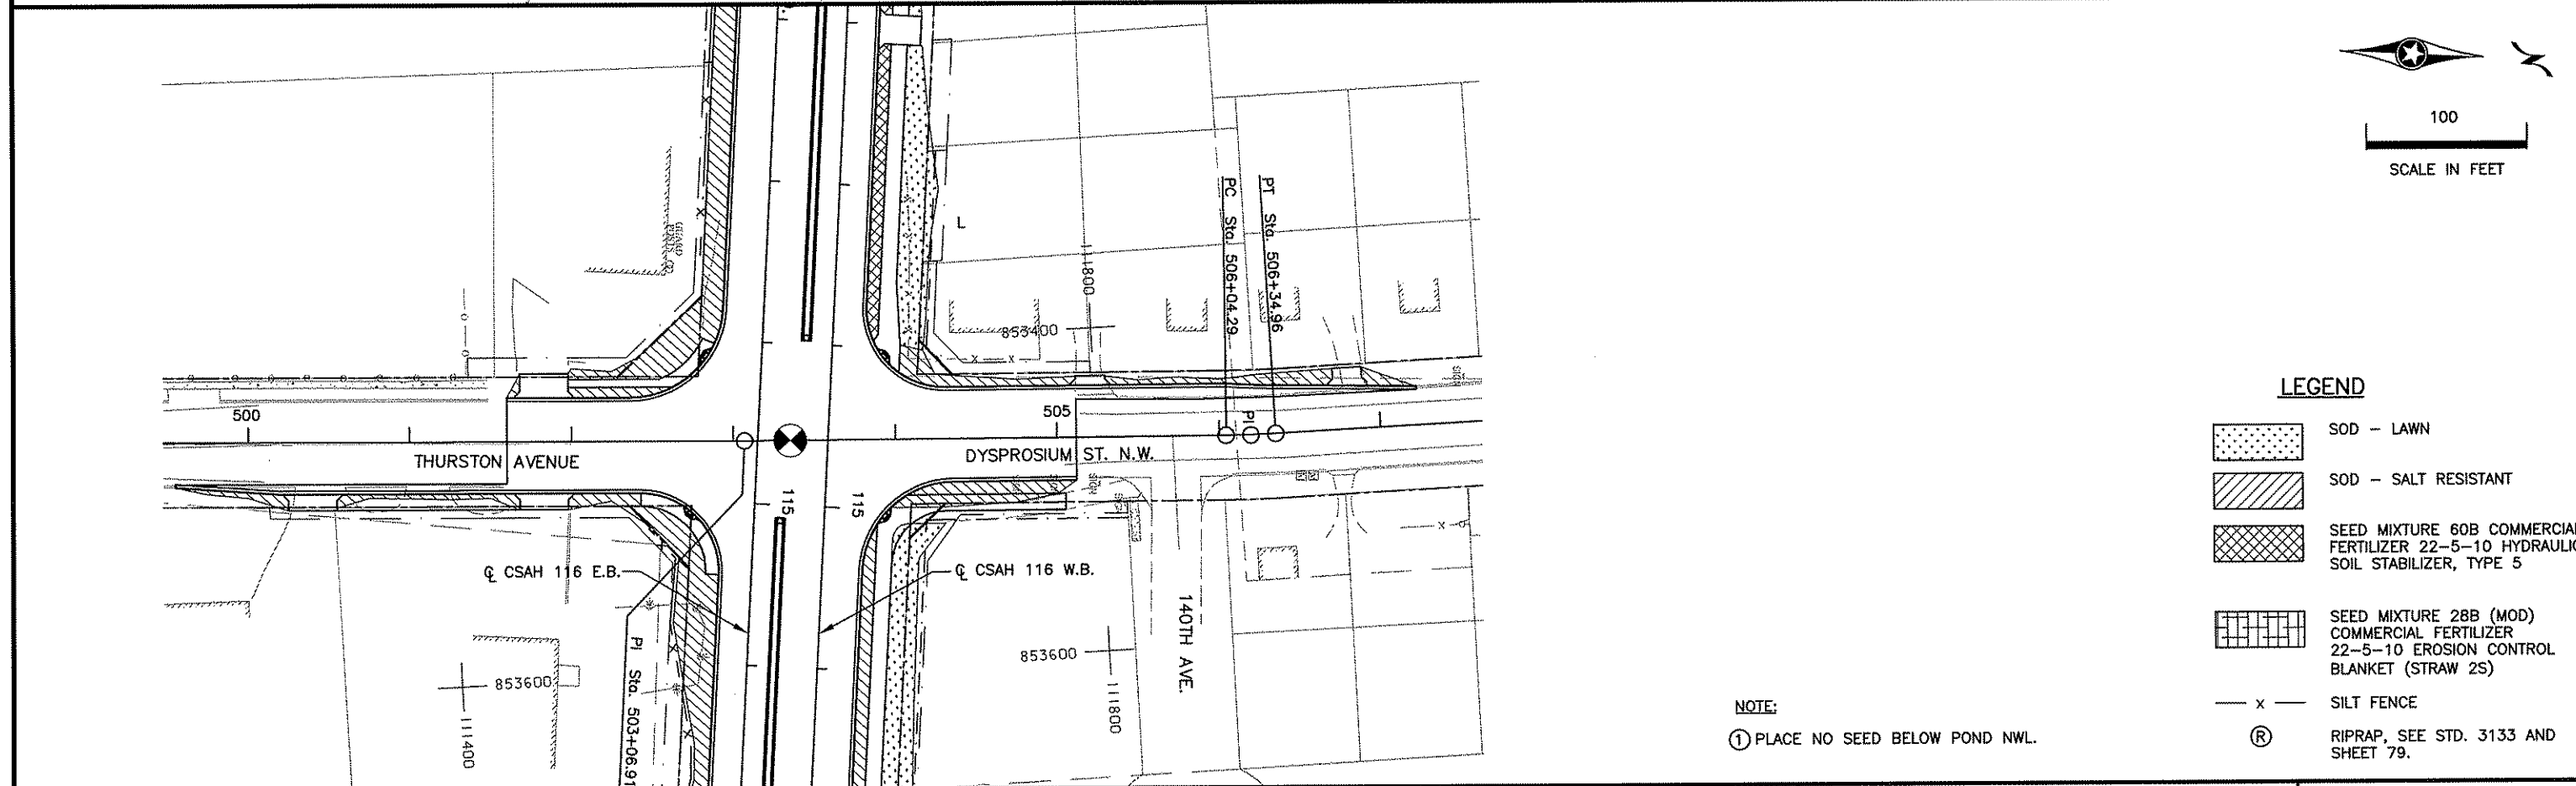 100
SCALE IN FEET
L
111800
853400
PC Sta. 506+04.29
PT Sta. 506+34.96
PI
500
505
THURSTON AVENUE
DYSPROSIUM ST. N.W.
SIGN
SIGN
115
115
℄ CSAH 116 E.B.
℄ CSAH 116 W.B.
140TH AVE.
853600
111800
853600
111400
PI Sta. 503+06.91
NOTE:
① PLACE NO SEED BELOW POND NWL.
LEGEND
SOD – LAWN
SOD – SALT RESISTANT
SEED MIXTURE 60B COMMERCIAL
FERTILIZER 22–5–10 HYDRAULIC
SOIL STABILIZER, TYPE 5
SEED MIXTURE 28B (MOD)
COMMERCIAL FERTILIZER
22–5–10 EROSION CONTROL
BLANKET (STRAW 2S)
x
SILT FENCE
Ⓡ
RIPRAP, SEE STD. 3133 AND
SHEET 79.